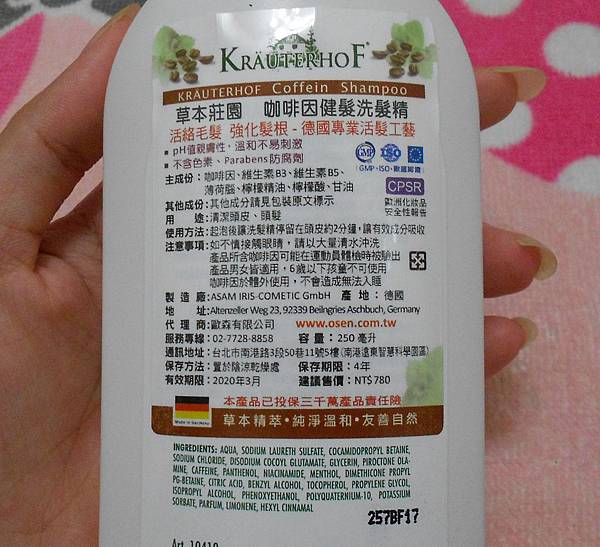 KRÄUTERHOF®
KRÄUTERHOF Coffein Shampoo
草本莊園 咖啡因健髮洗髮精
活絡毛髮 強化髮根 - 德國專業活髮工藝
▪ pH值親膚性，溫和不易刺激
▪ 不含色素、Parabens防腐劑
GMP ISO
(GMP、ISO、歐盟認證)
主成份：咖啡因、維生素B3、維生素B5、
薄荷腦、檸檬精油、檸檬酸、甘油
CPSR
歐洲化妝品
安全性報告
其他成份：其他成分請見包裝原文標示
用 途：清潔頭皮、頭髮
使用方法：起泡後讓洗髮精停留在頭皮約2分鐘，讓有效成分吸收
注意事項：如不慎接觸眼睛，請以大量清水沖洗
產品所含咖啡因可能在運動員體檢時被驗出
產品男女皆適用，6歲以下孩童不可使用
咖啡因於體外使用，不會造成無法入睡
製 造 廠：ASAM IRIS-COMETIC GmbH 產 地：德國
地 址：Altenzeller Weg 23, 92339 Beilngries Aschbuch, Germany
代 理 商：歐森有限公司 www.osen.com.tw
服務專線：02-7728-8858 容 量：250 毫升
通訊地址：台北市南港路3段50巷11號5樓(南港遠東智慧科學園區)
保存方法：置於陰涼乾燥處 保存期限：4年
有效期限：2020年3月 建議售價：NT$780
本產品已投保三千萬產品責任險
Made in Germany
草本精萃•純淨溫和•友善自然
INGREDIENTS: AQUA, SODIUM LAURETH SULFATE, COCAMIDOPROPYL BETAINE,
SODIUM CHLORIDE, DISODIUM COCOYL GLUTAMATE, GLYCERIN, PIROCTONE OLA-
MINE, CAFFEINE, PANTHENOL, NIACINAMIDE, MENTHOL, DIMETHICONE PROPYL
PG-BETAINE, CITRIC ACID, BENZYL ALCOHOL, TOCOPHEROL, PROPYLENE GLYCOL,
ISOPROPYL ALCOHOL, PHENOXYETHANOL, POLYQUATERNIUM-10, POTASSIUM
SORBATE, PARFUM, LIMONENE, HEXYL CINNAMAL
257BF17
Art. 10410